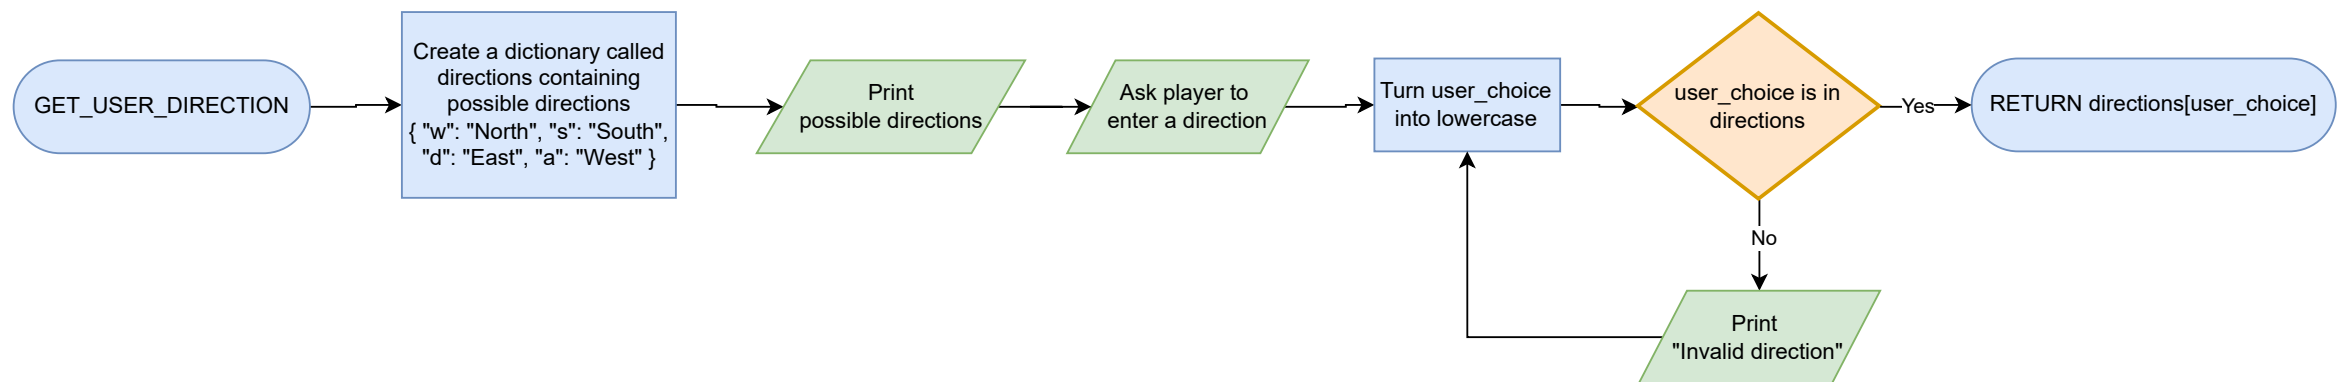 GET_USER_DIRECTION
Create a dictionary called
directions containing
possible directions
{ "w": "North", "s": "South",
"d": "East", "a": "West" }
Print
possible directions
Ask player to
enter a direction
Turn user_choice
into lowercase
user_choice is in
directions
Yes
RETURN directions[user_choice]
No
Print
"Invalid direction"